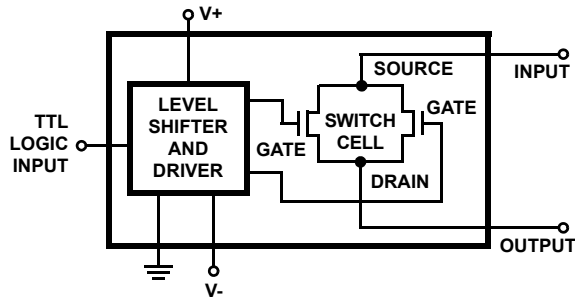 V+
SOURCE
INPUT
LEVEL
SHIFTER
AND
DRIVER
TTL
LOGIC
INPUT
GATE
SWITCH
CELL
GATE
DRAIN
OUTPUT
V-